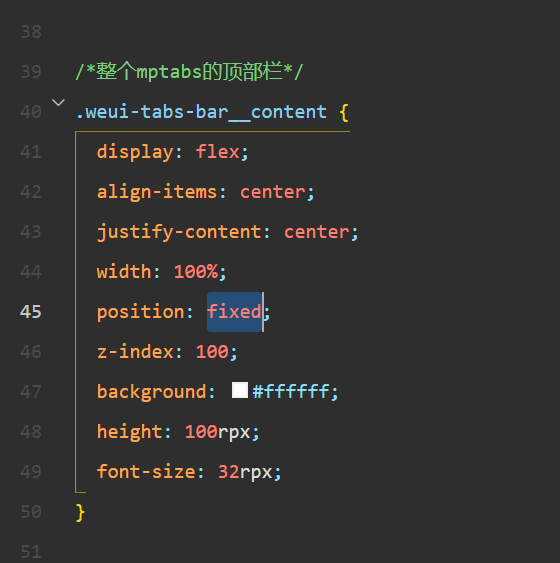 38
39 /*整个mptabs的顶部栏*/
40 .weui-tabs-bar__content {
41 display: flex;
42 align-items: center;
43 justify-content: center;
44 width: 100%;
45 position: fixed;
46 z-index: 100;
47 background: #ffffff;
48 height: 100rpx;
49 font-size: 32rpx;
50 }
51